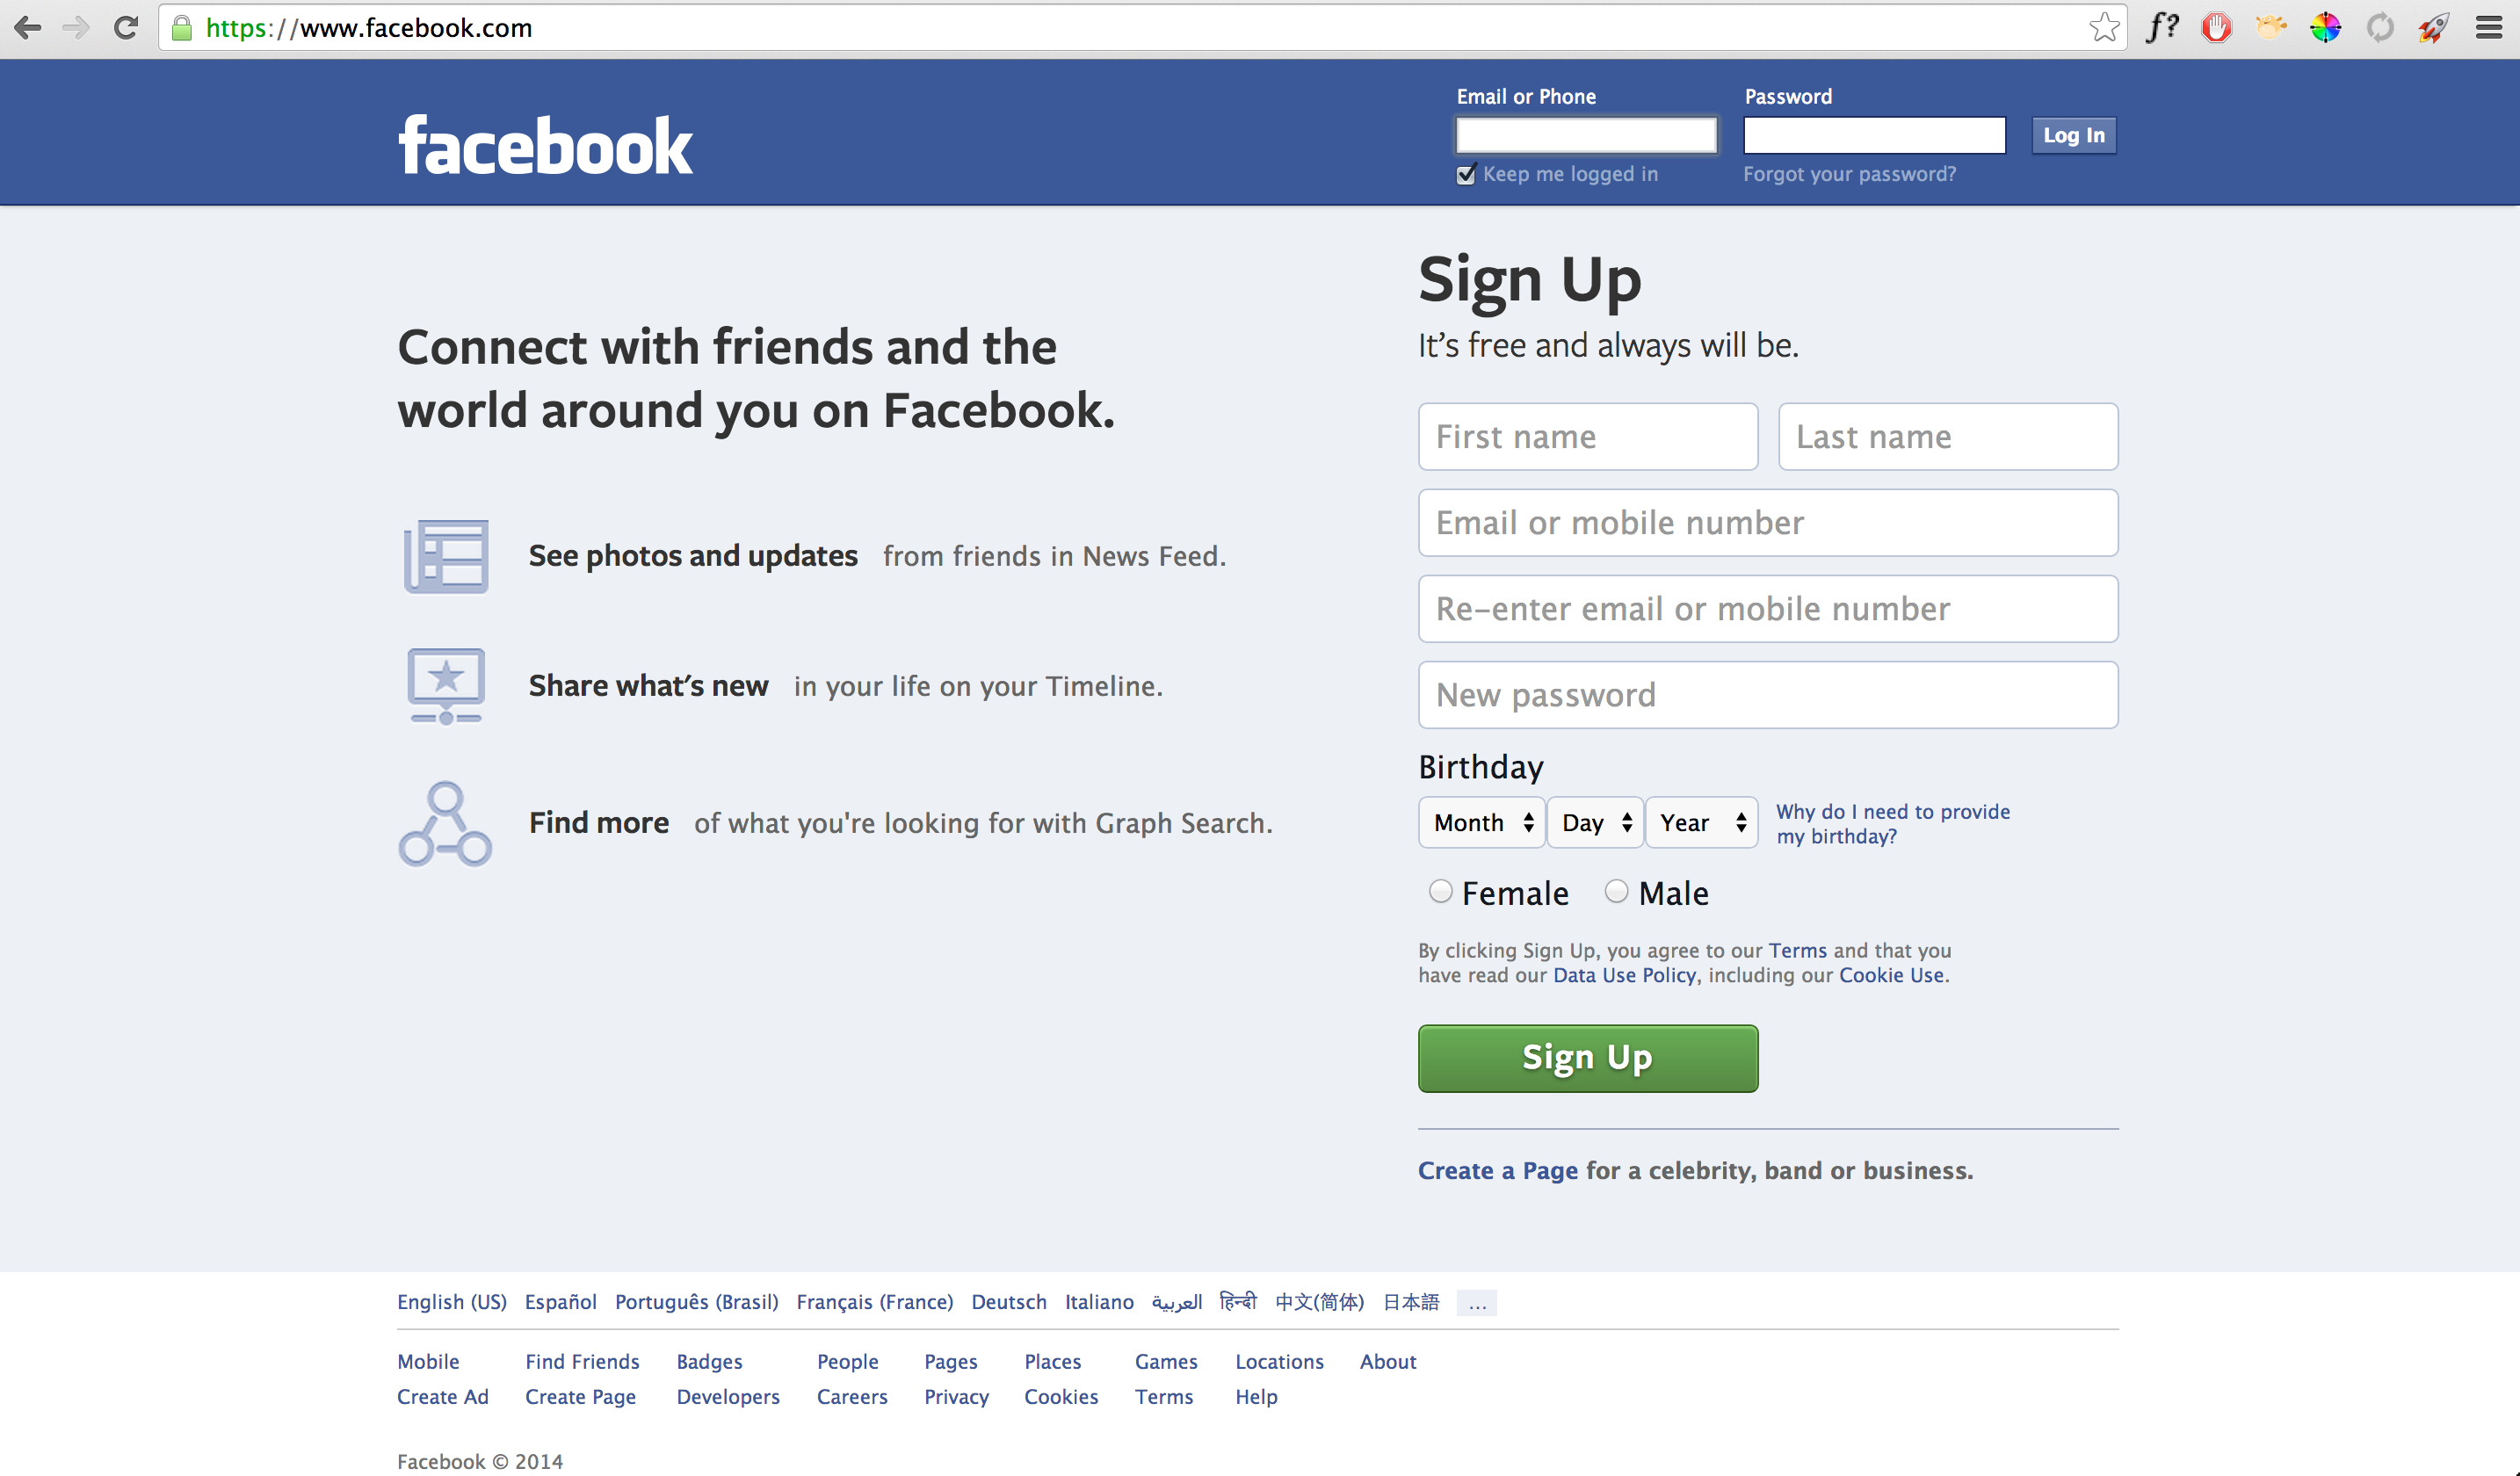 https://www.facebook.com
f?
facebook
Email or Phone
Password
Log In
Keep me logged in
Forgot your password?
Connect with friends and the
world around you on Facebook.
See photos and updates from friends in News Feed.
Share what's new in your life on your Timeline.
Find more of what you're looking for with Graph Search.
Sign Up
It’s free and always will be.
First name
Last name
Email or mobile number
Re-enter email or mobile number
New password
Birthday
Month
Day
Year
Why do I need to provide
my birthday?
Female
Male
By clicking Sign Up, you agree to our Terms and that you
have read our Data Use Policy, including our Cookie Use.
Sign Up
Create a Page for a celebrity, band or business.
English (US) Español Português (Brasil) Français (France) Deutsch Italiano العربية हिन्दी 中文(简体) 日本語 ...
Mobile Find Friends Badges People Pages Places Games Locations About
Create Ad Create Page Developers Careers Privacy Cookies Terms Help
Facebook © 2014